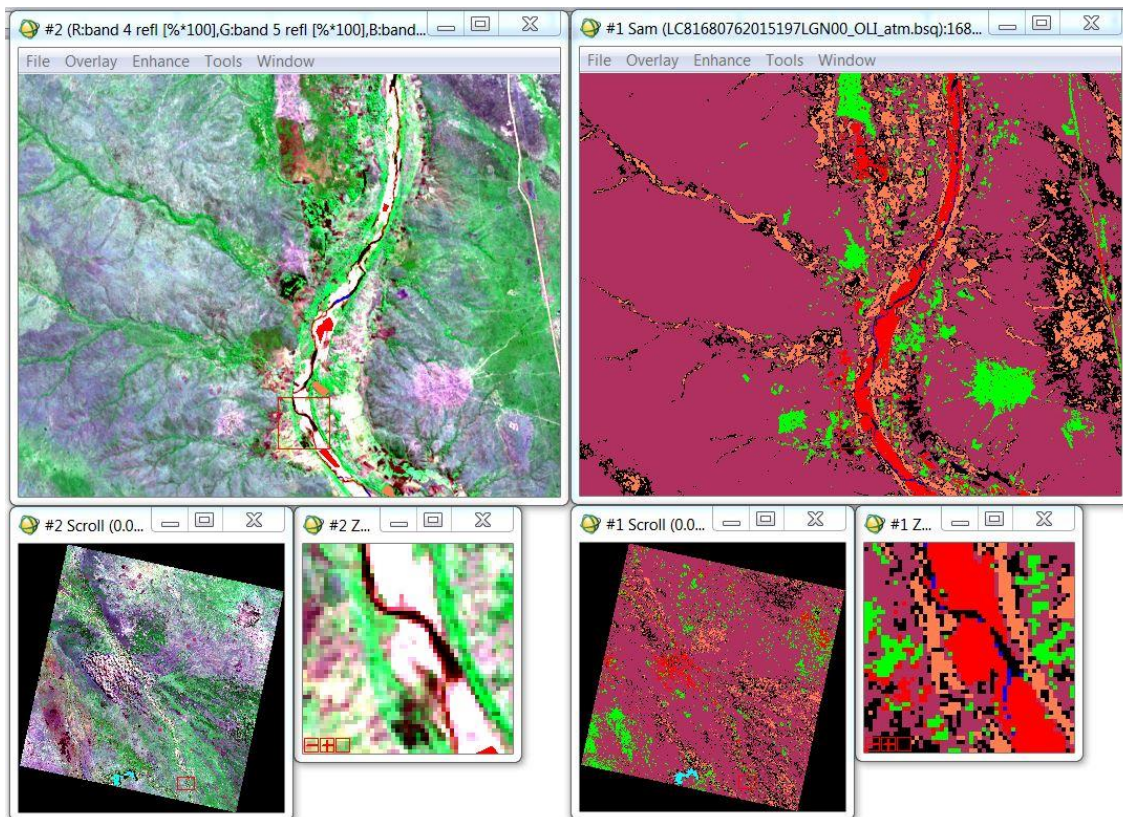 #2 (R:band 4 refl [%*100],G:band 5 refl [%*100],B:band...
File Overlay Enhance Tools Window
#1 Sam (LC81680762015197LGN00_OLI_atm.bsq):168...
File Overlay Enhance Tools Window
#2 Scroll (0.0...
#2 Z...
#1 Scroll (0.0...
#1 Z...